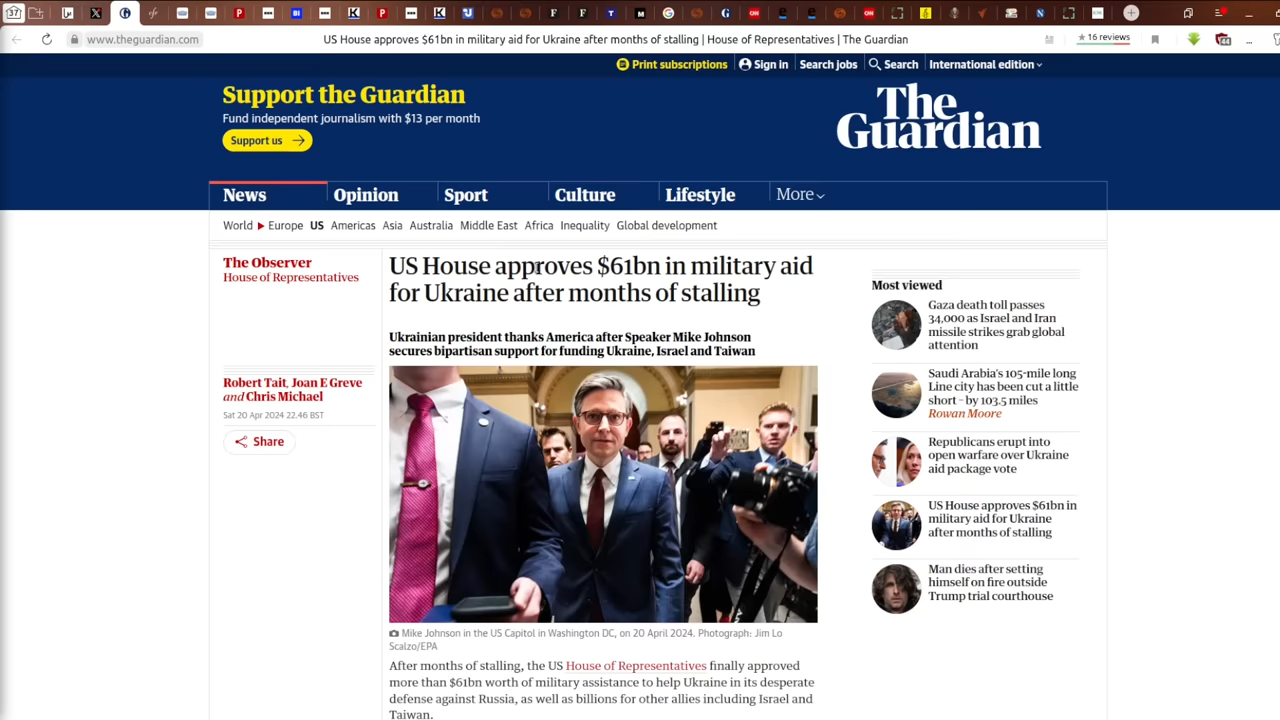 37
www.theguardian.com
US House approves $61bn in military aid for Ukraine after months of stalling | House of Representatives | The Guardian
★ 16 reviews
Print subscriptions
Sign in
Search jobs
Search
International edition
Support the Guardian
Fund independent journalism with $13 per month
Support us
The
Guardian
News
Opinion
Sport
Culture
Lifestyle
More
World
Europe
US
Americas
Asia
Australia
Middle East
Africa
Inequality
Global development
The Observer
House of Representatives
US House approves $61bn in military aid
for Ukraine after months of stalling
Ukrainian president thanks America after Speaker Mike Johnson
secures bipartisan support for funding Ukraine, Israel and Taiwan
Robert Tait, Joan E Greve
and Chris Michael
Sat 20 Apr 2024 22.46 BST
Share
Mike Johnson in the US Capitol in Washington DC, on 20 April 2024. Photograph: Jim Lo
Scalzo/EPA
After months of stalling, the US House of Representatives finally approved
more than $61bn worth of military assistance to help Ukraine in its desperate
defense against Russia, as well as billions for other allies including Israel and
Taiwan.
Most viewed
Gaza death toll passes
34,000 as Israel and Iran
missile strikes grab global
attention
Saudi Arabia's 105-mile long
Line city has been cut a little
short – by 103.5 miles
Rowan Moore
Republicans erupt into
open warfare over Ukraine
aid package vote
US House approves $61bn in
military aid for Ukraine
after months of stalling
Man dies after setting
himself on fire outside
Trump trial courthouse